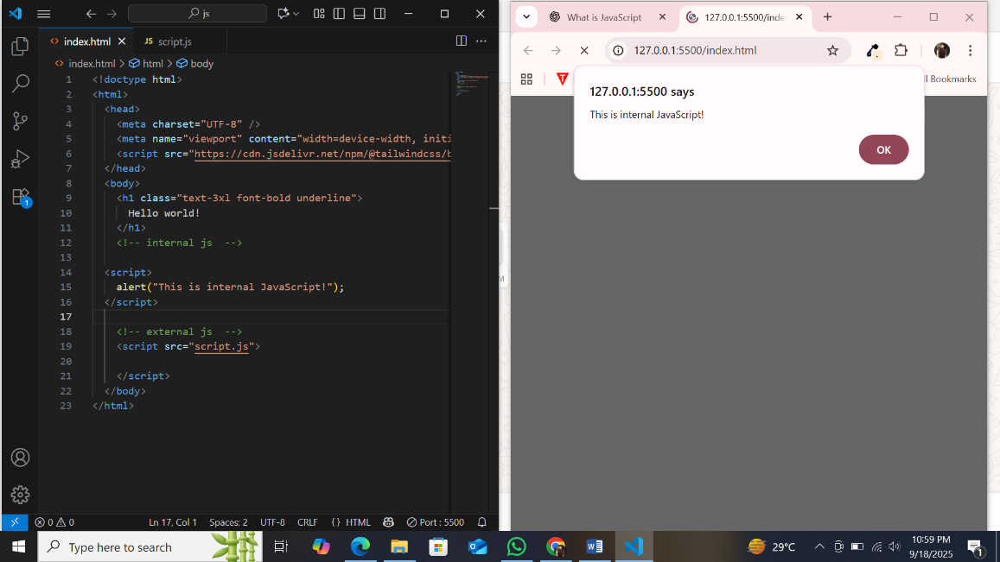 js
index.html
JS script.js
index.html > html > body
1 <!doctype html>
2 <html>
3 <head>
4 <meta charset="UTF-8" />
5 <meta name="viewport" content="width=device-width, initi
6 <script src="https://cdn.jsdelivr.net/npm/@tailwindcss/b
7 </head>
8 <body>
9 <h1 class="text-3xl font-bold underline">
10 Hello world!
11 </h1>
12 <!-- internal js  -->
13
14 <script>
15 alert("This is internal JavaScript!");
16 </script>
17
18 <!-- external js  -->
19 <script src="script.js">
20
21 </script>
22 </body>
23 </html>
1
0 0 Ln 17, Col 1 Spaces: 2 UTF-8 CRLF {} HTML Port : 5500
What is JavaScript
127.0.0.1:5500/inde
127.0.0.1:5500/index.html
T
Bookmarks
127.0.0.1:5500 says
This is internal JavaScript!
OK
M
Type here to search
29°C
10:59 PM
9/18/2025
1